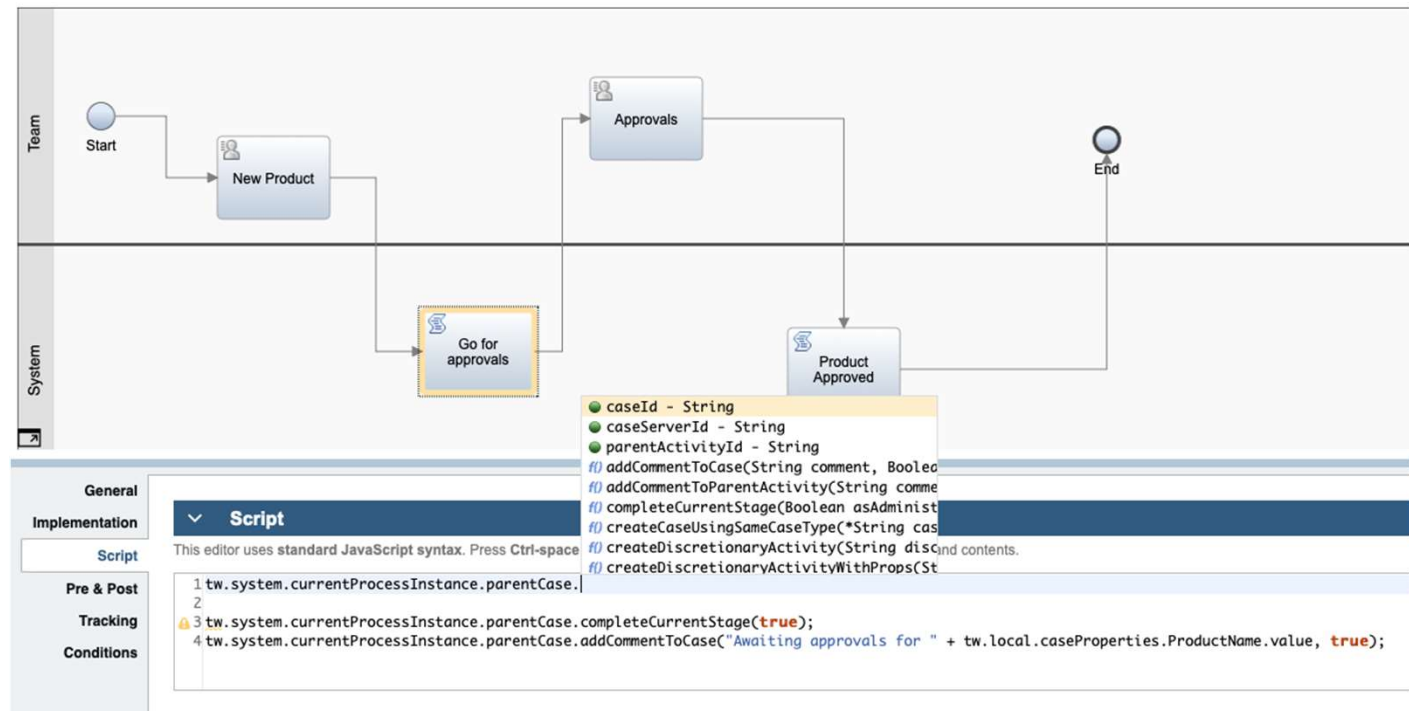 Team
Start
New Product
Approvals
End
System
Go for
approvals
Product
Approved
caseId - String
caseServerId - String
parentActivityId - String
f() addCommentToCase(String comment, Boolea
f() addCommentToParentActivity(String comme
f() completeCurrentStage(Boolean asAdminist
f() createCaseUsingSameCaseType(*String cas
f() createDiscretionaryActivity(String disc
f() createDiscretionaryActivityWithProps(St
General
Implementation
Script
Pre & Post
Tracking
Conditions
Script
This editor uses standard JavaScript syntax. Press Ctrl-space and contents.
1 tw.system.currentProcessInstance.parentCase.
2
3 tw.system.currentProcessInstance.parentCase.completeCurrentStage(true);
4 tw.system.currentProcessInstance.parentCase.addCommentToCase("Awaiting approvals for " + tw.local.caseProperties.ProductName.value, true);